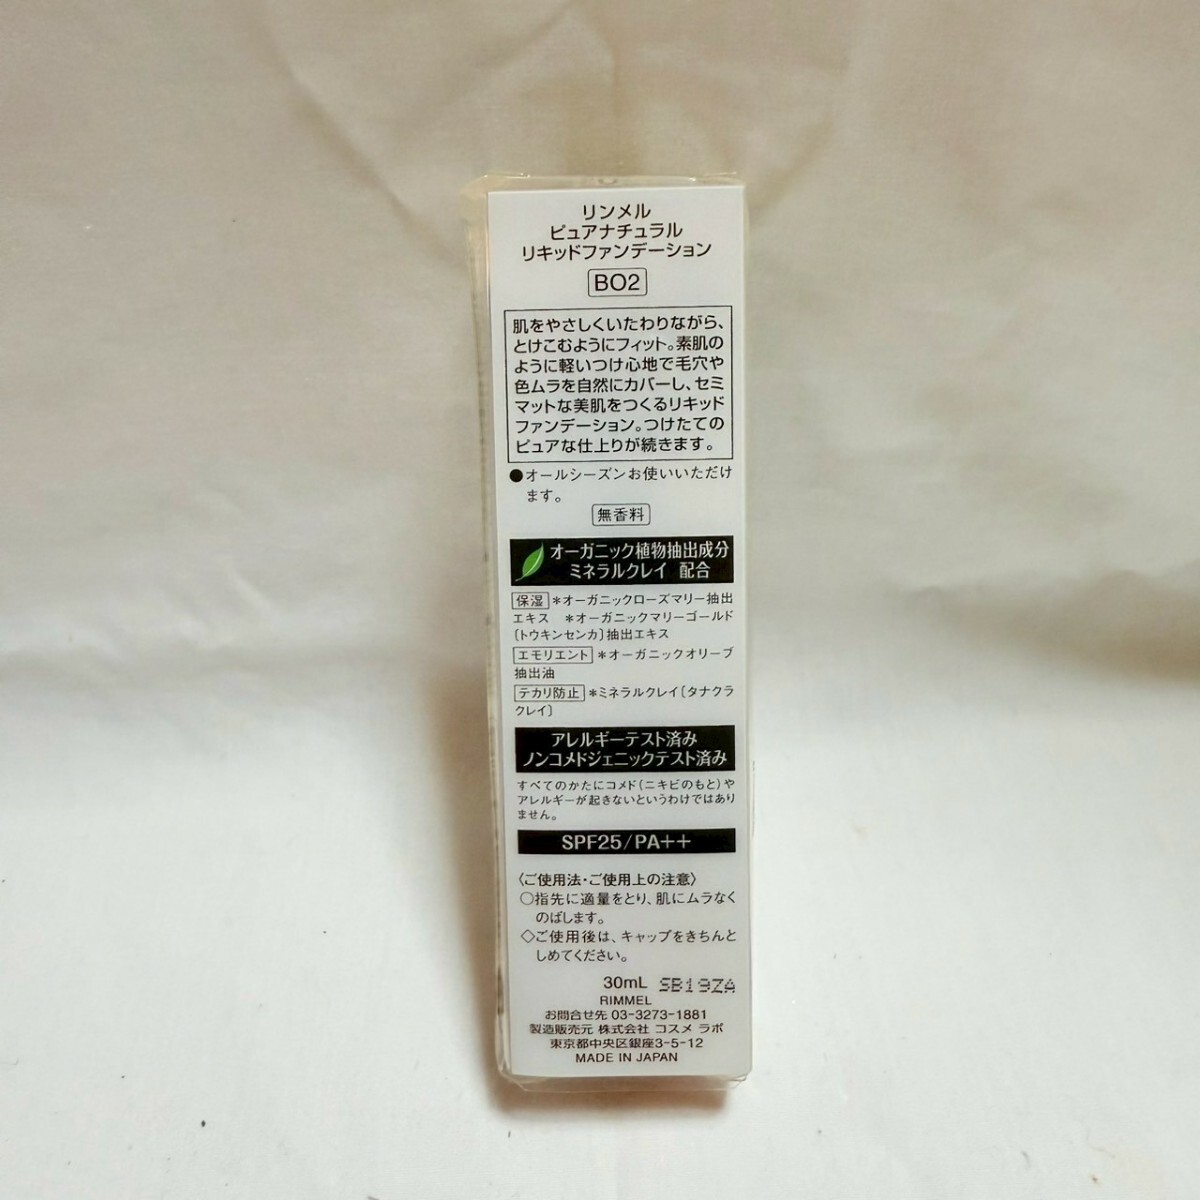 リンメル
ピュアナチュラル
リキッドファンデーション
BO2
肌をやさしくいたわりながら、
とけこむようにフィット。素肌の
ように軽いつけ心地で毛穴や
色ムラを自然にカバーし、セミ
マットな美肌をつくるリキッド
ファンデーション。つけたての
ピュアな仕上りが続きます。
●オールシーズンお使いいただけ
ます。
無香料
オーガニック植物抽出成分
ミネラルクレイ 配合
保湿 *オーガニックローズマリー抽出
エキス *オーガニックマリーゴールド
〔トウキンセンカ〕抽出エキス
エモリエント *オーガニックオリーブ
抽出油
テカリ防止 *ミネラルクレイ〔タナクラ
クレイ〕
アレルギーテスト済み
ノンコメドジェニックテスト済み
すべてのかたにコメド(ニキビのもと)や
アレルギーが起きないというわけではあり
ません。
SPF25/PA++
〈ご使用法・ご使用上の注意〉
○指先に適量をとり、肌にムラなく
のばします。
◇ご使用後は、キャップをきちんと
しめてください。
30mL SB19ZA
RIMMEL
お問合せ先 03-3273-1881
製造販売元 株式会社 コスメ ラボ
東京都中央区銀座3-5-12
MADE IN JAPAN